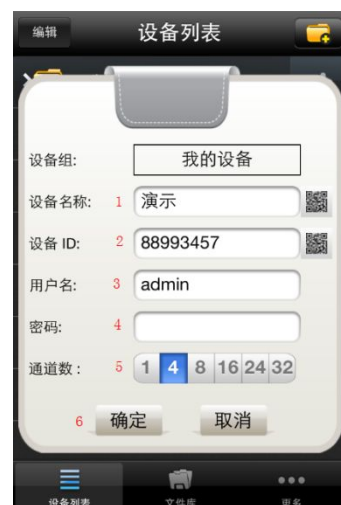 编辑 设备列表
设备组: 我的设备
设备名称: 1 演示
设备 ID: 2 88993457
用户名: 3 admin
密码: 4
通道数: 5 1 4 8 16 24 32
6 确定 取消
设备列表 文件库 更多